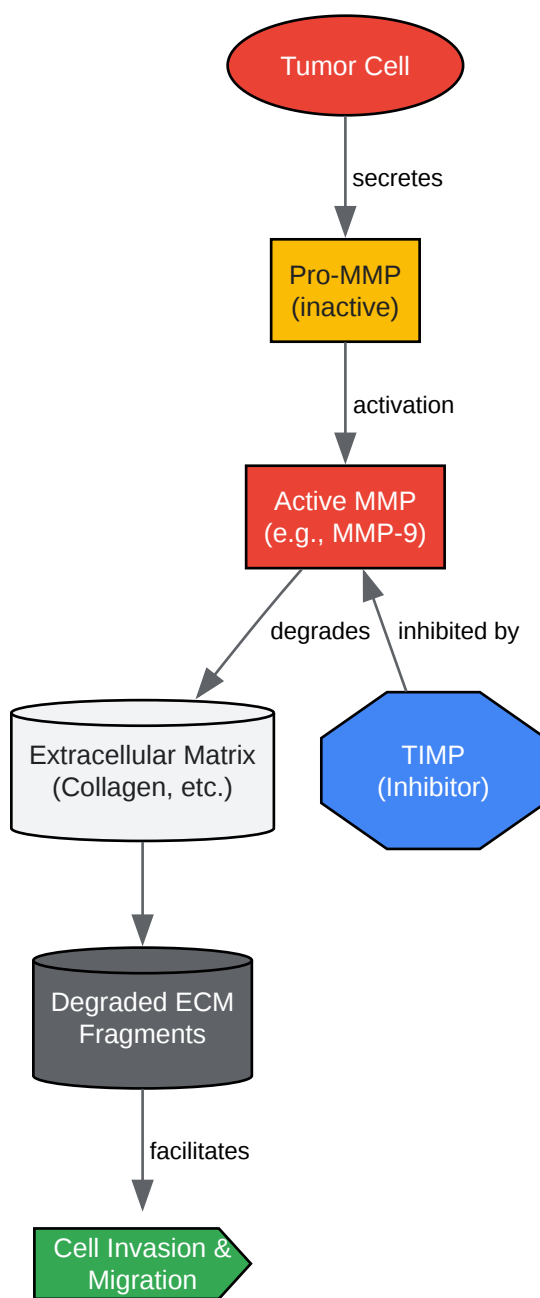 Tumor Cell
secretes
Pro-MMP
(inactive)
activation
Active MMP
(e.g., MMP-9)
degrades
inhibited by
Extracellular Matrix
(Collagen, etc.)
TIMP
(Inhibitor)
Degraded ECM
Fragments
facilitates
Cell Invasion &
Migration